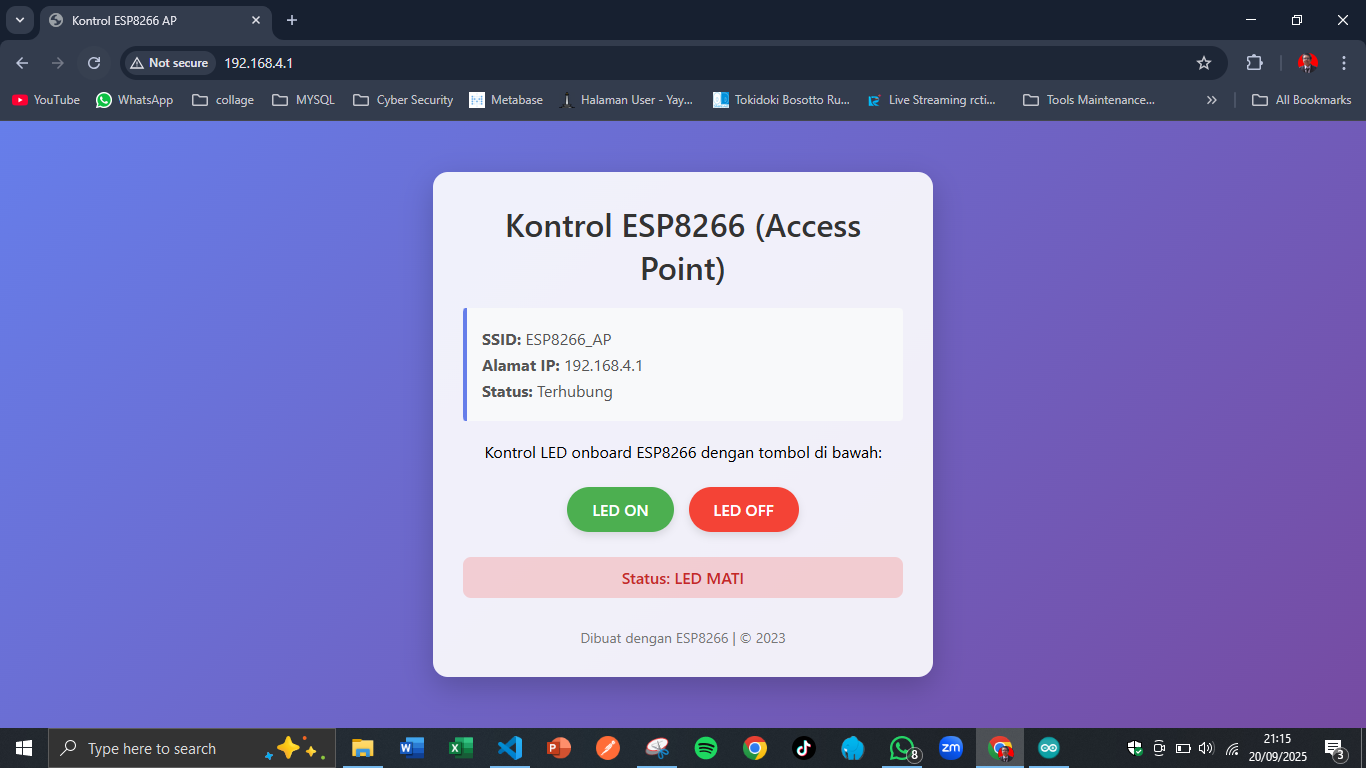 Kontrol ESP8266 AP
Not secure
192.168.4.1
YouTube
WhatsApp
collage
MYSQL
Cyber Security
Metabase
Halaman User - Yay...
Tokidoki Bosotto Ru...
Live Streaming rcti...
Tools Maintenance...
»
All Bookmarks
Kontrol ESP8266 (Access
Point)
SSID: ESP8266_AP
Alamat IP: 192.168.4.1
Status: Terhubung
Kontrol LED onboard ESP8266 dengan tombol di bawah:
LED ON
LED OFF
Status: LED MATI
Dibuat dengan ESP8266 | © 2023
Type here to search
8
zm
21:15
20/09/2025
3